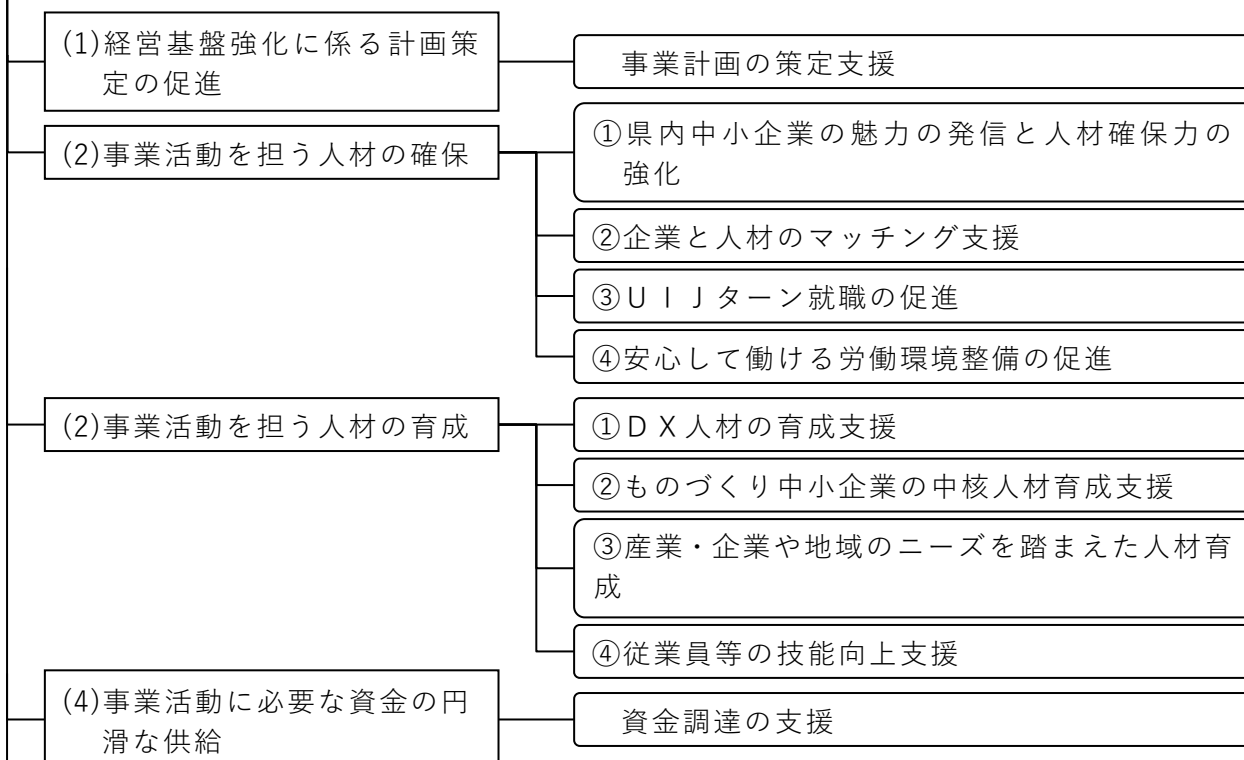 (1)経営基盤強化に係る計画策
定の促進
事業計画の策定支援
(2)事業活動を担う人材の確保
①県内中小企業の魅力の発信と人材確保力の
強化
②企業と人材のマッチング支援
③ＵＩＪターン就職の促進
④安心して働ける労働環境整備の促進
(2)事業活動を担う人材の育成
①ＤＸ人材の育成支援
②ものづくり中小企業の中核人材育成支援
③産業・企業や地域のニーズを踏まえた人材育
成
④従業員等の技能向上支援
(4)事業活動に必要な資金の円
滑な供給
資金調達の支援